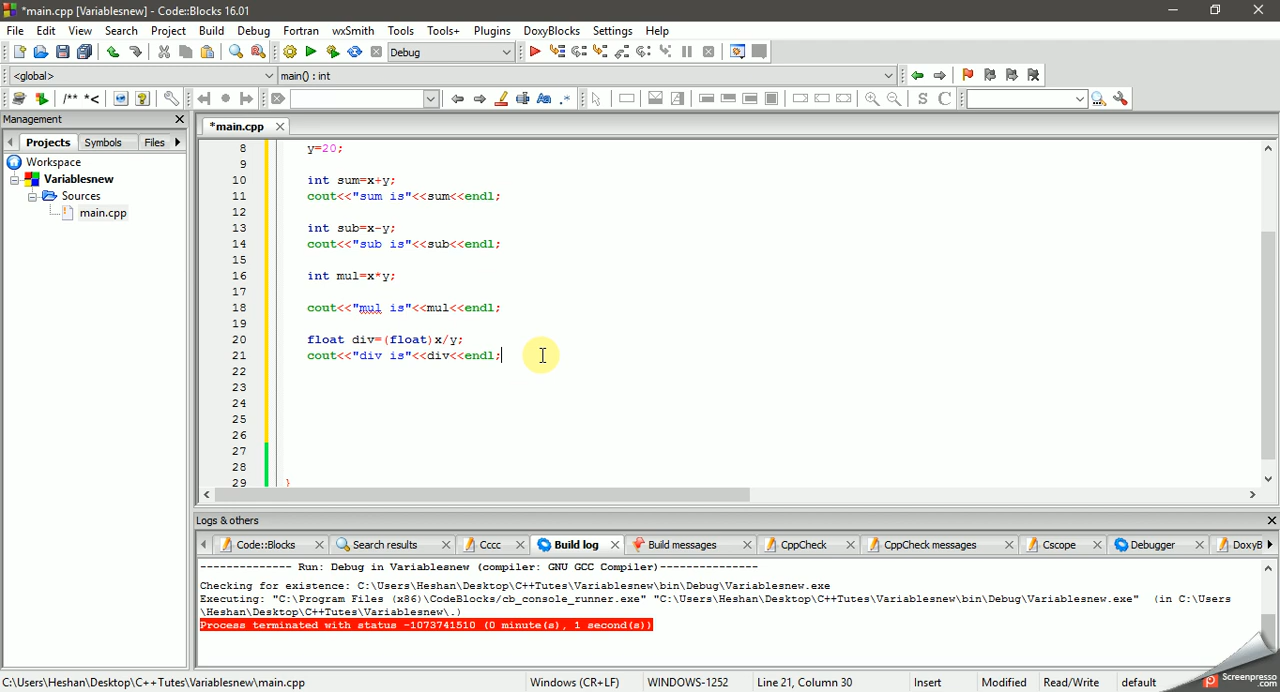 *main.cpp [Variablesnew] - Code::Blocks 16.01
File Edit View Search Project Build Debug Fortran wxSmith Tools Tools+ Plugins DoxyBlocks Settings Help
Debug
<global> main() : int
/** *<
S C
Management
*main.cpp
Projects Symbols Files
Workspace
Variablesnew
Sources
main.cpp
8 y=20;
9
10 int sum=x+y;
11 cout<<"sum is"<<sum<<endl;
12
13 int sub=x-y;
14 cout<<"sub is"<<sub<<endl;
15
16 int mul=x*y;
17
18 cout<<"mul is"<<mul<<endl;
19
20 float div=(float)x/y;
21 cout<<"div is"<<div<<endl;
22
23
24
25
26
27
28
29 }
Logs & others
Code::Blocks Search results Cccc Build log Build messages CppCheck CppCheck messages Cscope Debugger DoxyB
-------------- Run: Debug in Variablesnew (compiler: GNU GCC Compiler)---------------
Checking for existence: C:\Users\Heshan\Desktop\C++Tutes\Variablesnew\bin\Debug\Variablesnew.exe
Executing: "C:\Program Files (x86)\CodeBlocks/cb_console_runner.exe" "C:\Users\Heshan\Desktop\C++Tutes\Variablesnew\bin\Debug\Variablesnew.exe" (in C:\Users
\Heshan\Desktop\C++Tutes\Variablesnew\.)
Process terminated with status -1073741510 (0 minute(s), 1 second(s))
C:\Users\Heshan\Desktop\C++Tutes\Variablesnew\main.cpp Windows (CR+LF) WINDOWS-1252 Line 21, Column 30 Insert Modified Read/Write default
Screenpresso
.com